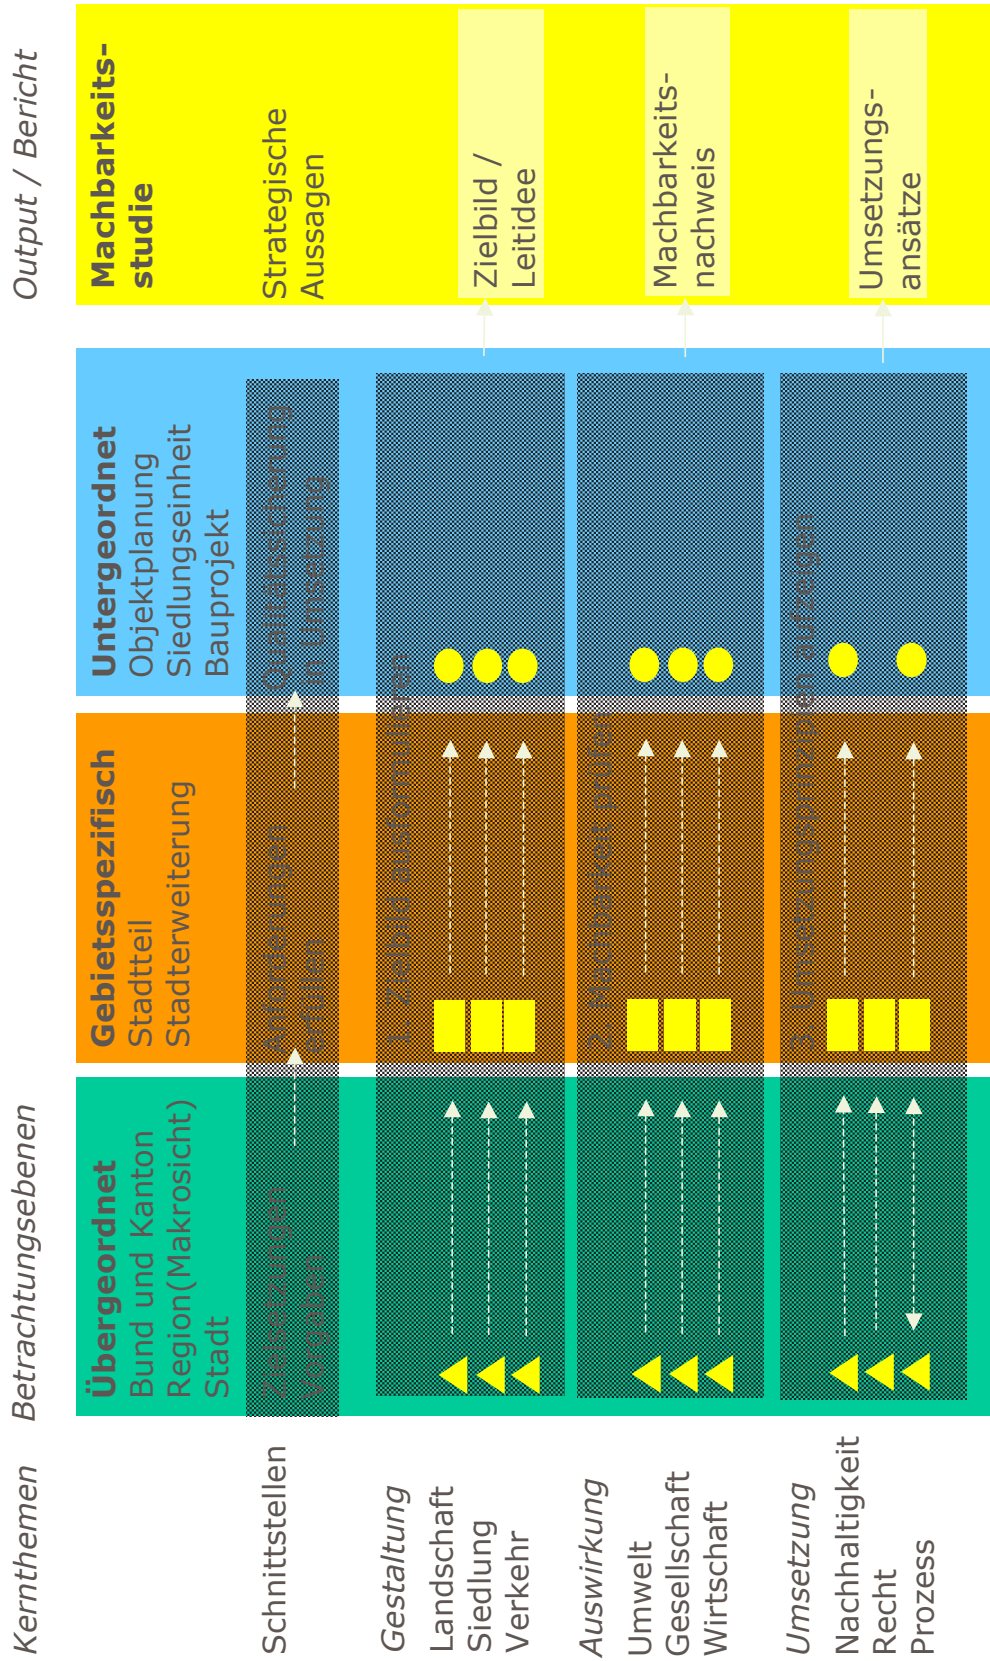 Kernthemen
Betrachtungsebenen
Output / Bericht
Übergeordnet
Bund und Kanton
Region(Makrosicht)
Stadt
Gebietsspezifisch
Stadtteil
Stadterweiterung
Untergeordnet
Objektplanung
Siedlungseinheit
Bauprojekt
Machbarkeits-
studie
Schnittstellen
Zielsetzungen
Vorgaben
Anforderungen
erfüllen
Qualitätssicherung
in Umsetzung
Strategische
Aussagen
Gestaltung
Landschaft
Siedlung
Verkehr
1. Zielbild ausformulieren
Zielbild /
Leitidee
Auswirkung
Umwelt
Gesellschaft
Wirtschaft
2. Machbarkeit prüfen
Machbarkeits-
nachweis
Umsetzung
Nachhaltigkeit
Recht
Prozess
3. Umsetzungsprinzipien aufzeigen
Umsetzungs-
ansätze